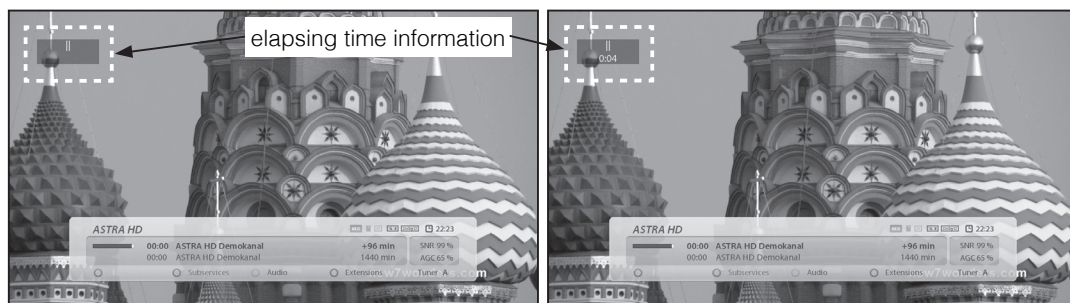 elapsing time information
0:04
ASTRA HD 22:23
00:00 ASTRA HD Demokanal +96 min SNR 99 %
00:00 ASTRA HD Demokanal 1440 min AGC 65 %
Subservices Audio Extensions Tuner A
ASTRA HD 22:23
00:00 ASTRA HD Demokanal +96 min SNR 99 %
00:00 ASTRA HD Demokanal 1440 min AGC 65 %
Subservices Audio Extensions Tuner A